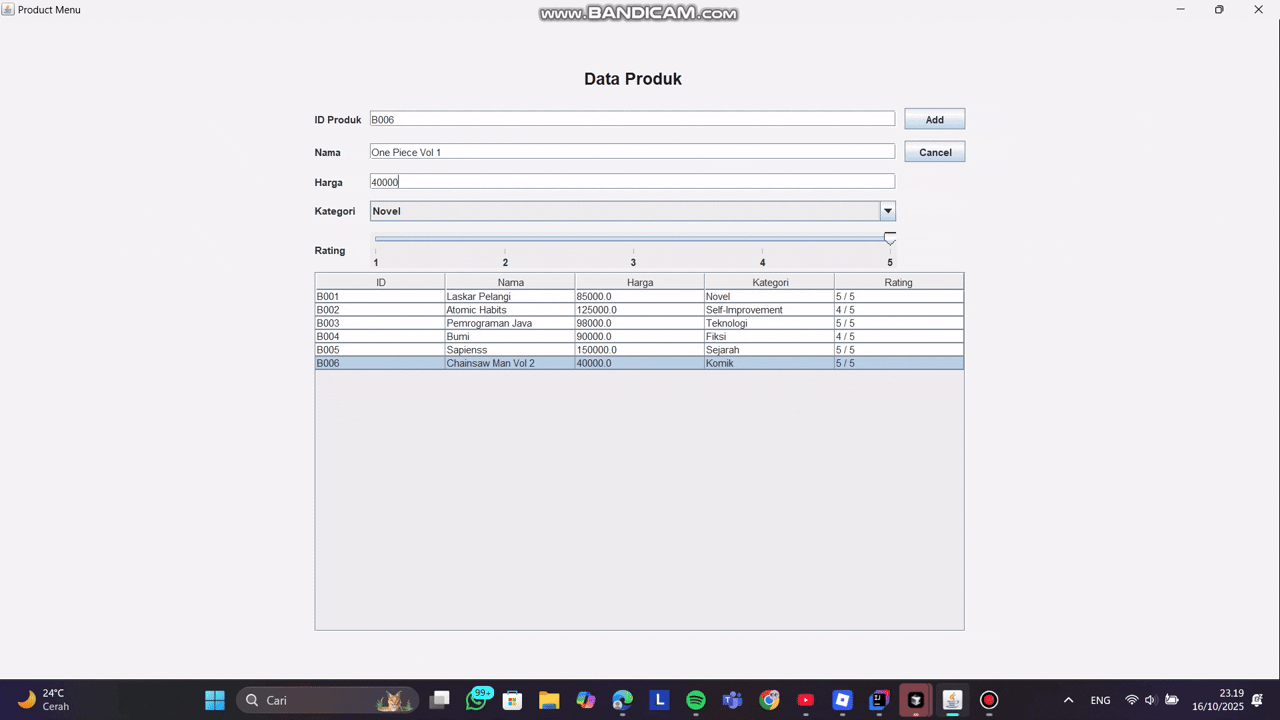 Product Menu
www.BANDICAM.com
Data Produk
ID Produk B006 Add
Nama One Piece Vol 1 Cancel
Harga 40000
Kategori Novel
Rating
1 2 3 4 5
ID Nama Harga Kategori Rating
B001 Laskar Pelangi 85000.0 Novel 5 / 5
B002 Atomic Habits 125000.0 Self-Improvement 4 / 5
B003 Pemrograman Java 98000.0 Teknologi 5 / 5
B004 Bumi 90000.0 Fiksi 4 / 5
B005 Sapienss 150000.0 Sejarah 5 / 5
B006 Chainsaw Man Vol 2 40000.0 Komik 5 / 5
24°C
Cerah
Cari
99+
L
ENG
23.19
16/10/2025